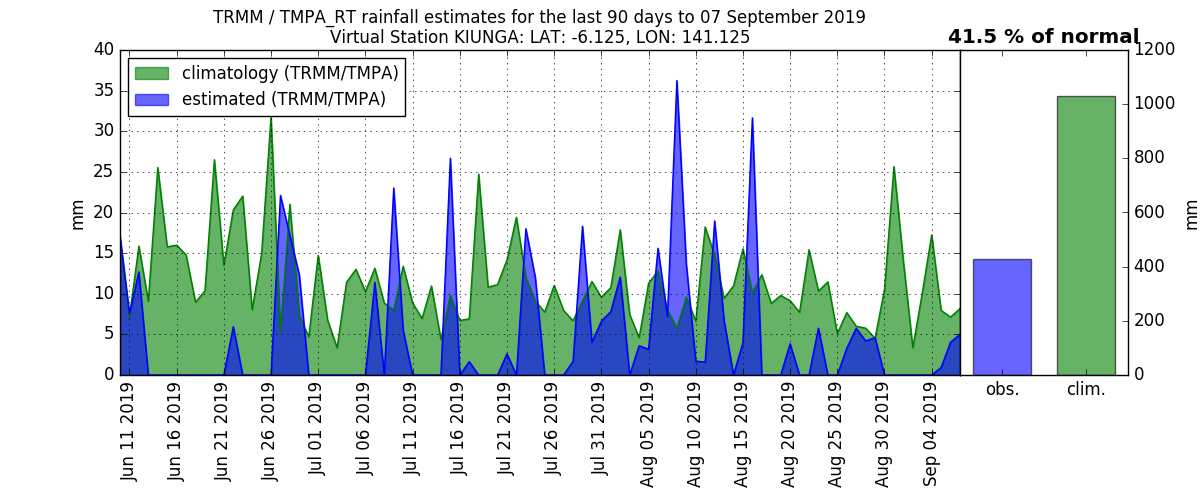 TRMM / TMPA_RT rainfall estimates for the last 90 days to 07 September 2019
Virtual Station KIUNGA: LAT: -6.125, LON: 141.125
41.5 % of normal
climatology (TRMM/TMPA)
estimated (TRMM/TMPA)
mm
40
35
30
25
20
15
10
5
0
Jun 11 2019
Jun 16 2019
Jun 21 2019
Jun 26 2019
Jul 01 2019
Jul 06 2019
Jul 11 2019
Jul 16 2019
Jul 21 2019
Jul 26 2019
Jul 31 2019
Aug 05 2019
Aug 10 2019
Aug 15 2019
Aug 20 2019
Aug 25 2019
Aug 30 2019
Sep 04 2019
obs.
clim.
1200
1000
800
600
400
200
0
mm